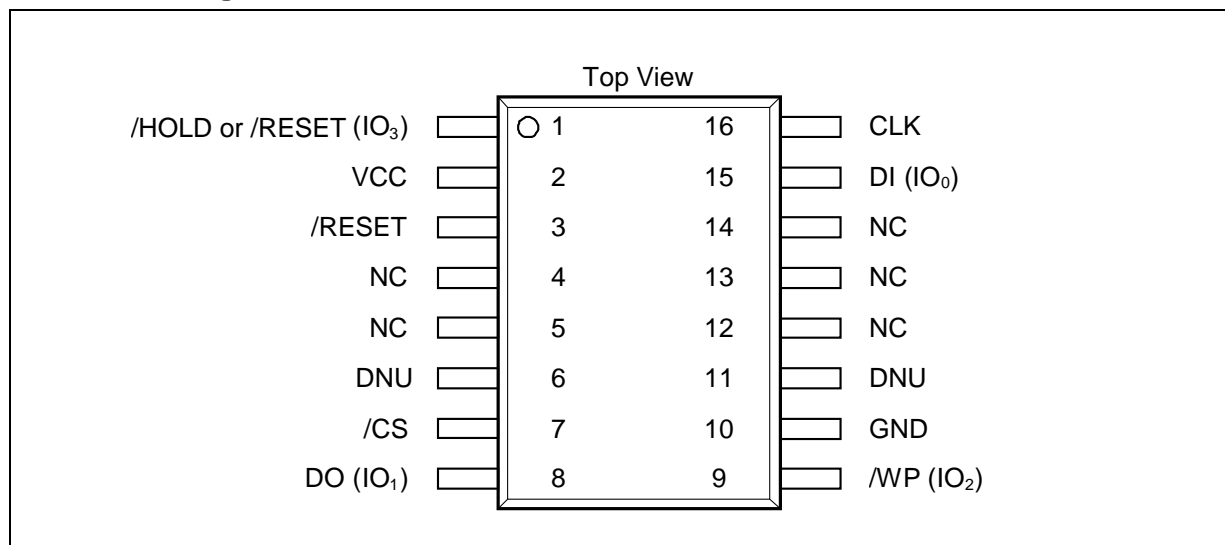 Top View
/HOLD or /RESET (IO₃) 1 16 CLK
VCC 2 15 DI (IO₀)
/RESET 3 14 NC
NC 4 13 NC
NC 5 12 NC
DNU 6 11 DNU
/CS 7 10 GND
DO (IO₁) 8 9 /WP (IO₂)